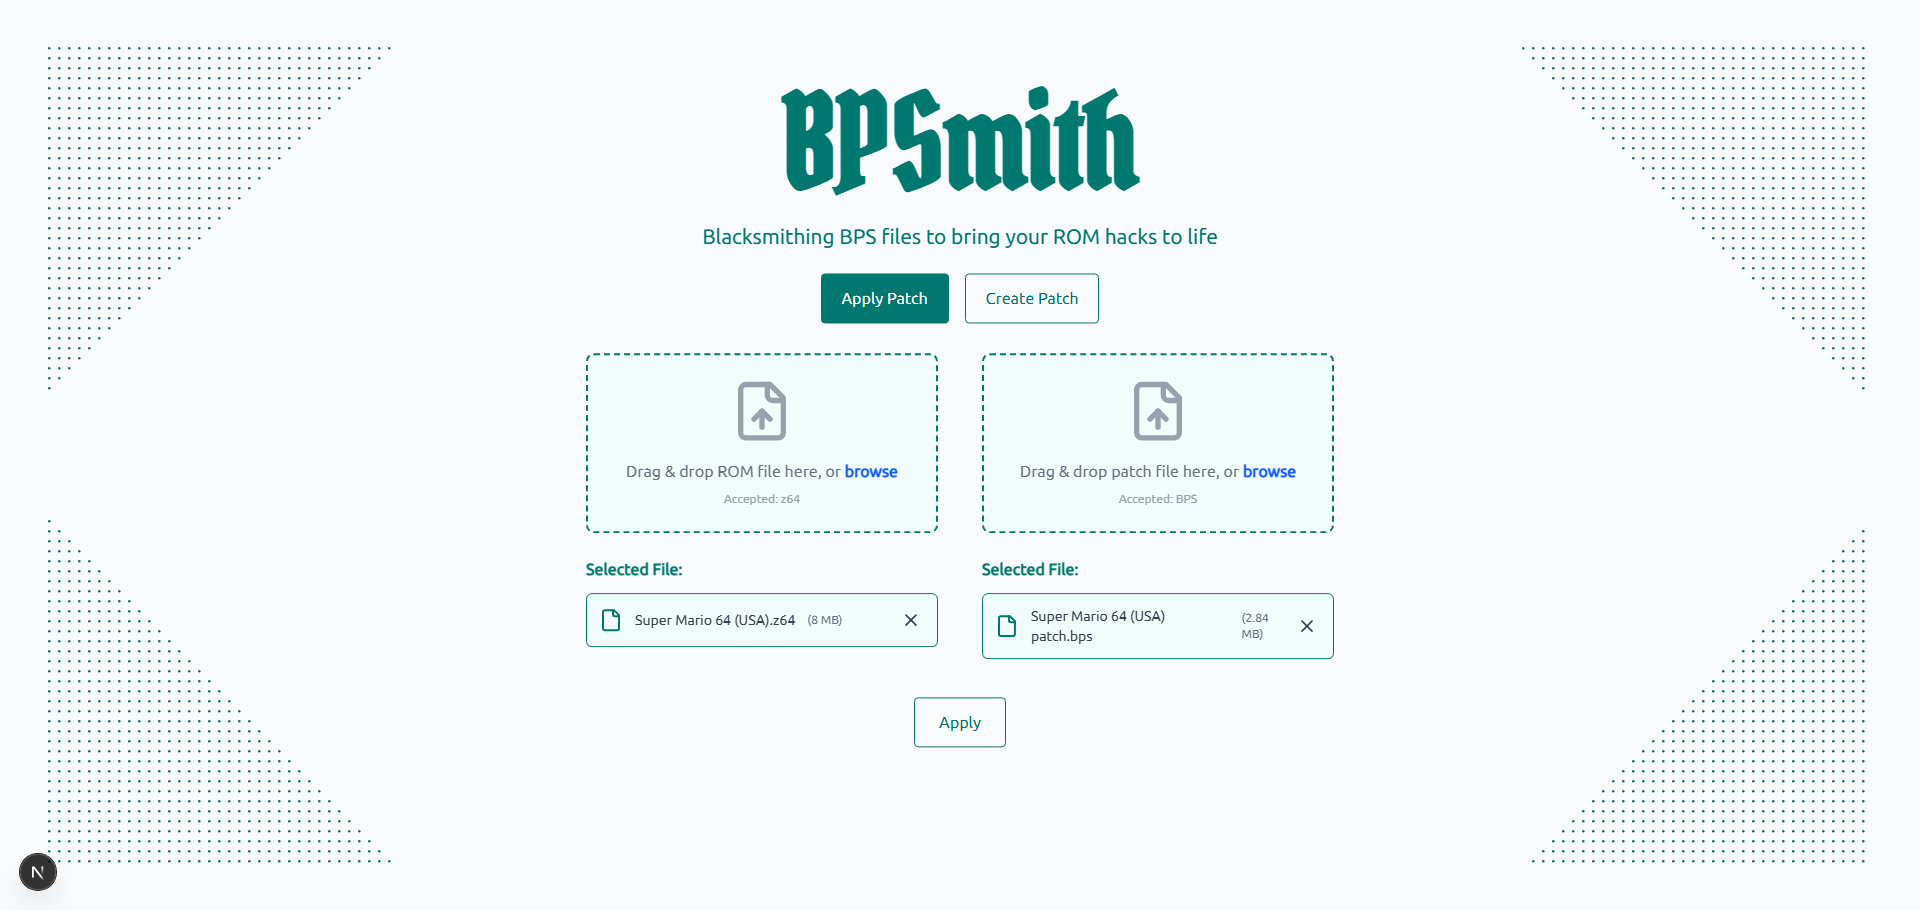 BPSmith
Blacksmithing BPS files to bring your ROM hacks to life
Apply Patch
Create Patch
Drag & drop ROM file here, or browse
Accepted: z64
Drag & drop patch file here, or browse
Accepted: BPS
Selected File:
Super Mario 64 (USA).z64 (8 MB)
Selected File:
Super Mario 64 (USA)
patch.bps
(2.84
MB)
Apply
N